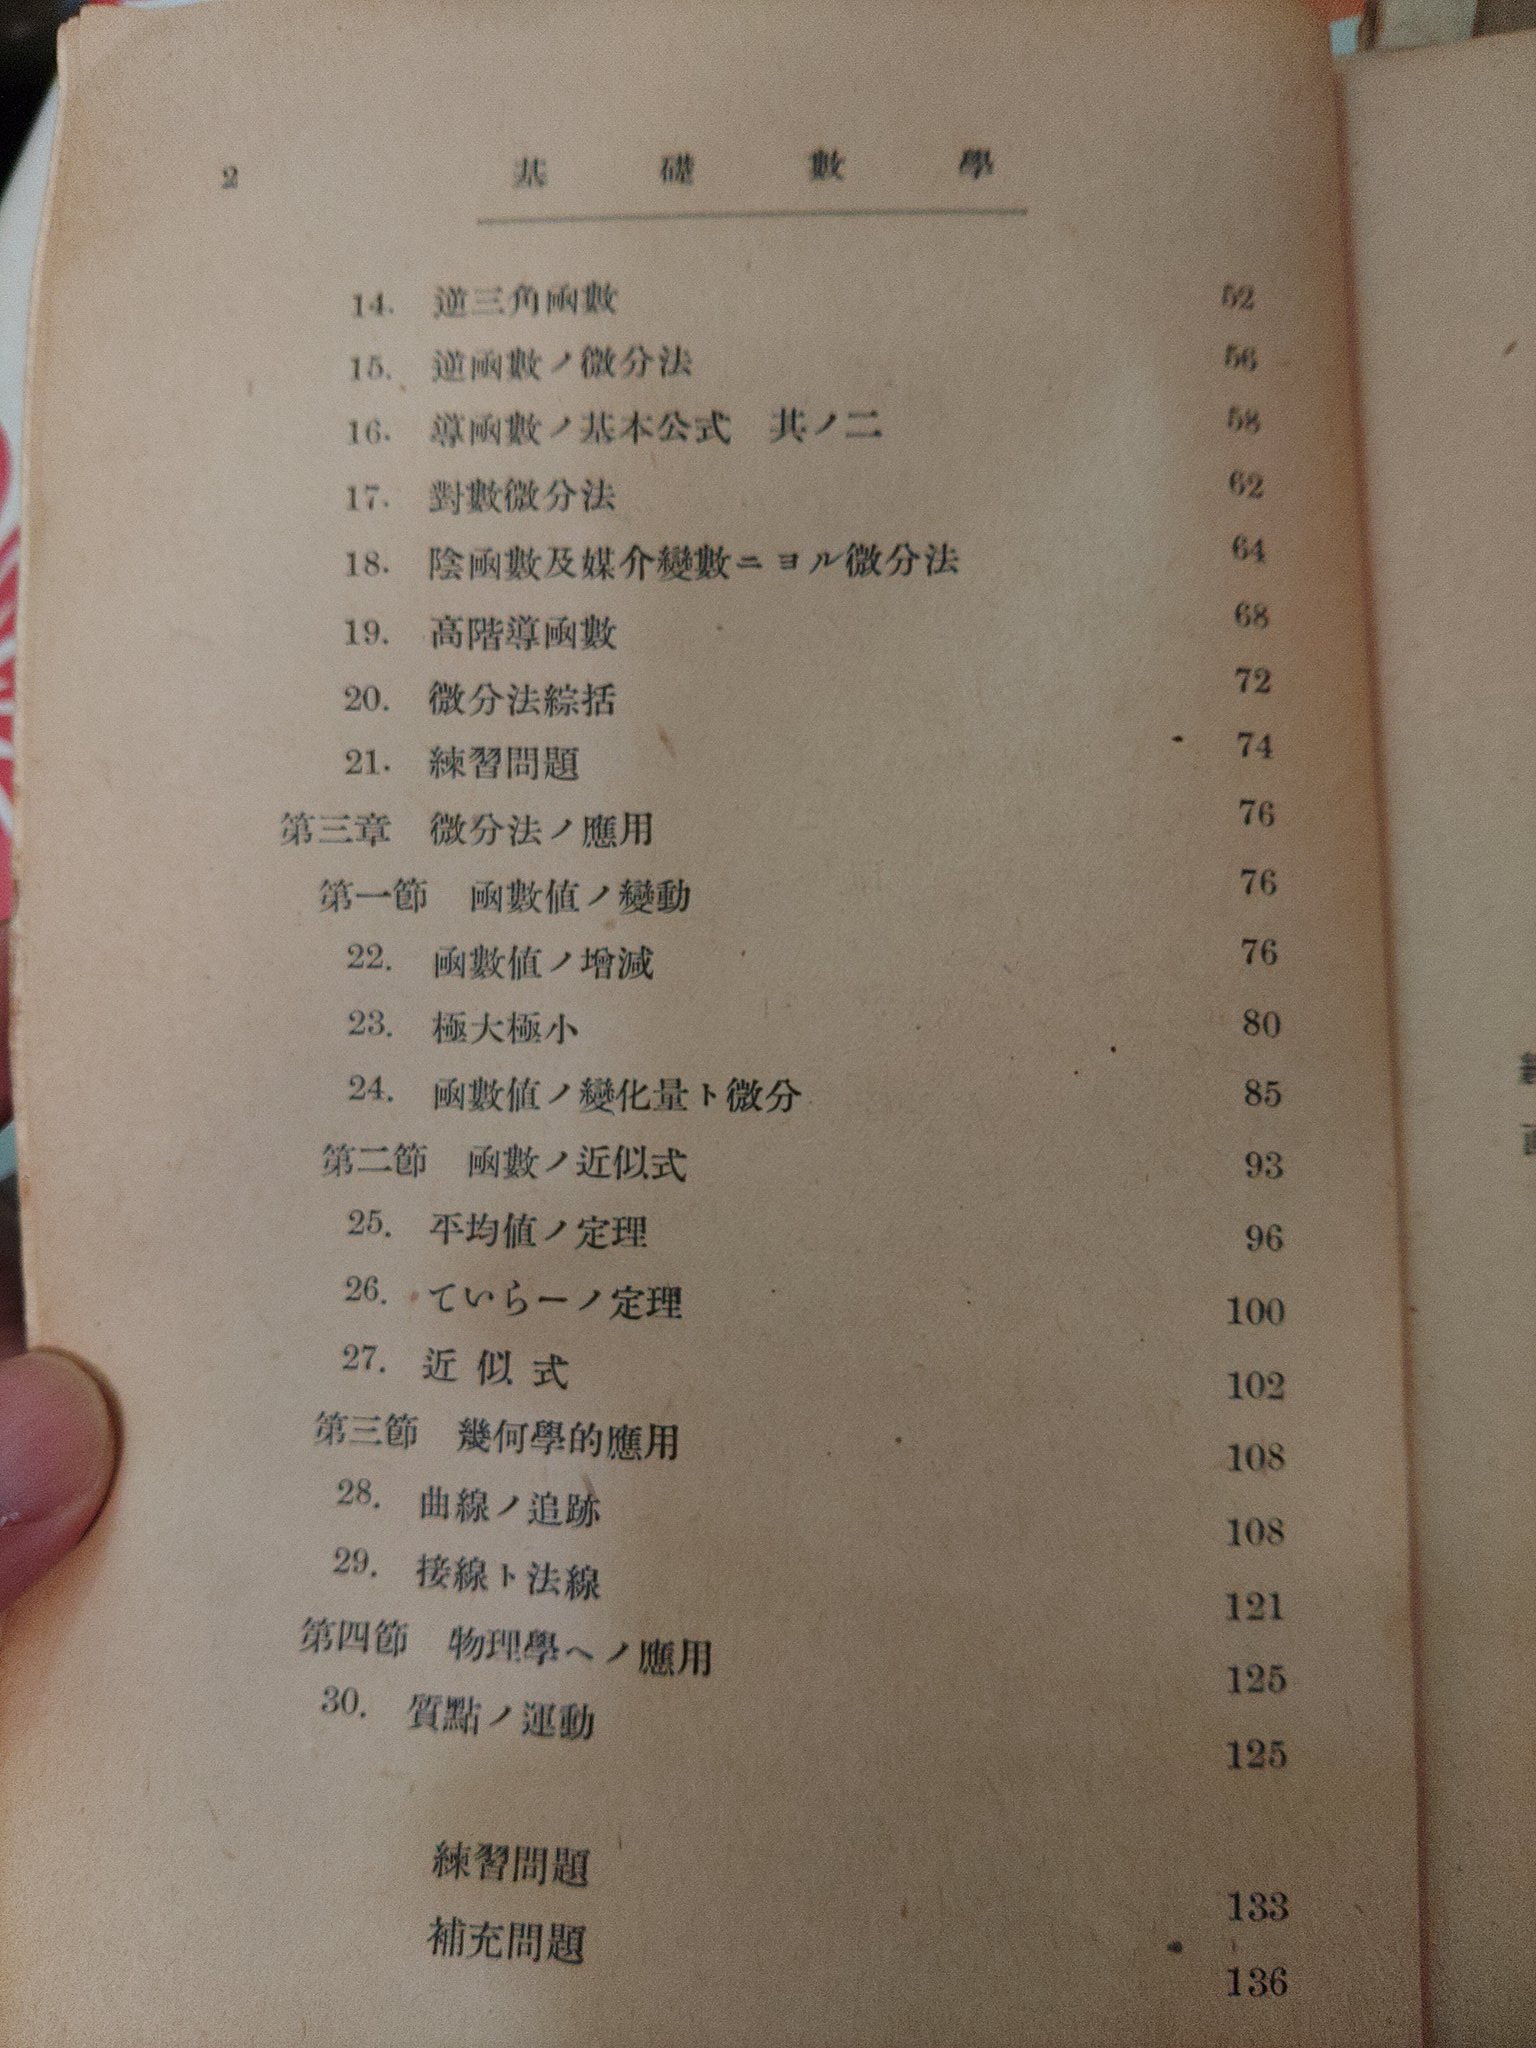 2 基礎數學
14. 逆三角函數 52
15. 逆函數ノ微分法 56
16. 導函數ノ基本公式 其ノ二 58
17. 對數微分法 62
18. 陰函數及媒介變數ニヨル微分法 64
19. 高階導函數 68
20. 微分法綜括 72
21. 練習問題 74
第三章 微分法ノ應用 76
第一節 函數値ノ變動 76
22. 函數値ノ增減 76
23. 極大極小 80
24. 函數値ノ變化量ト微分 85
第二節 函數ノ近似式 93
25. 平均値ノ定理 96
26. ていらーノ定理 100
27. 近似式 102
第三節 幾何學的應用 108
28. 曲線ノ追跡 108
29. 接線ト法線 121
第四節 物理學ヘノ應用 125
30. 質點ノ運動 125
練習問題 133
補充問題 136